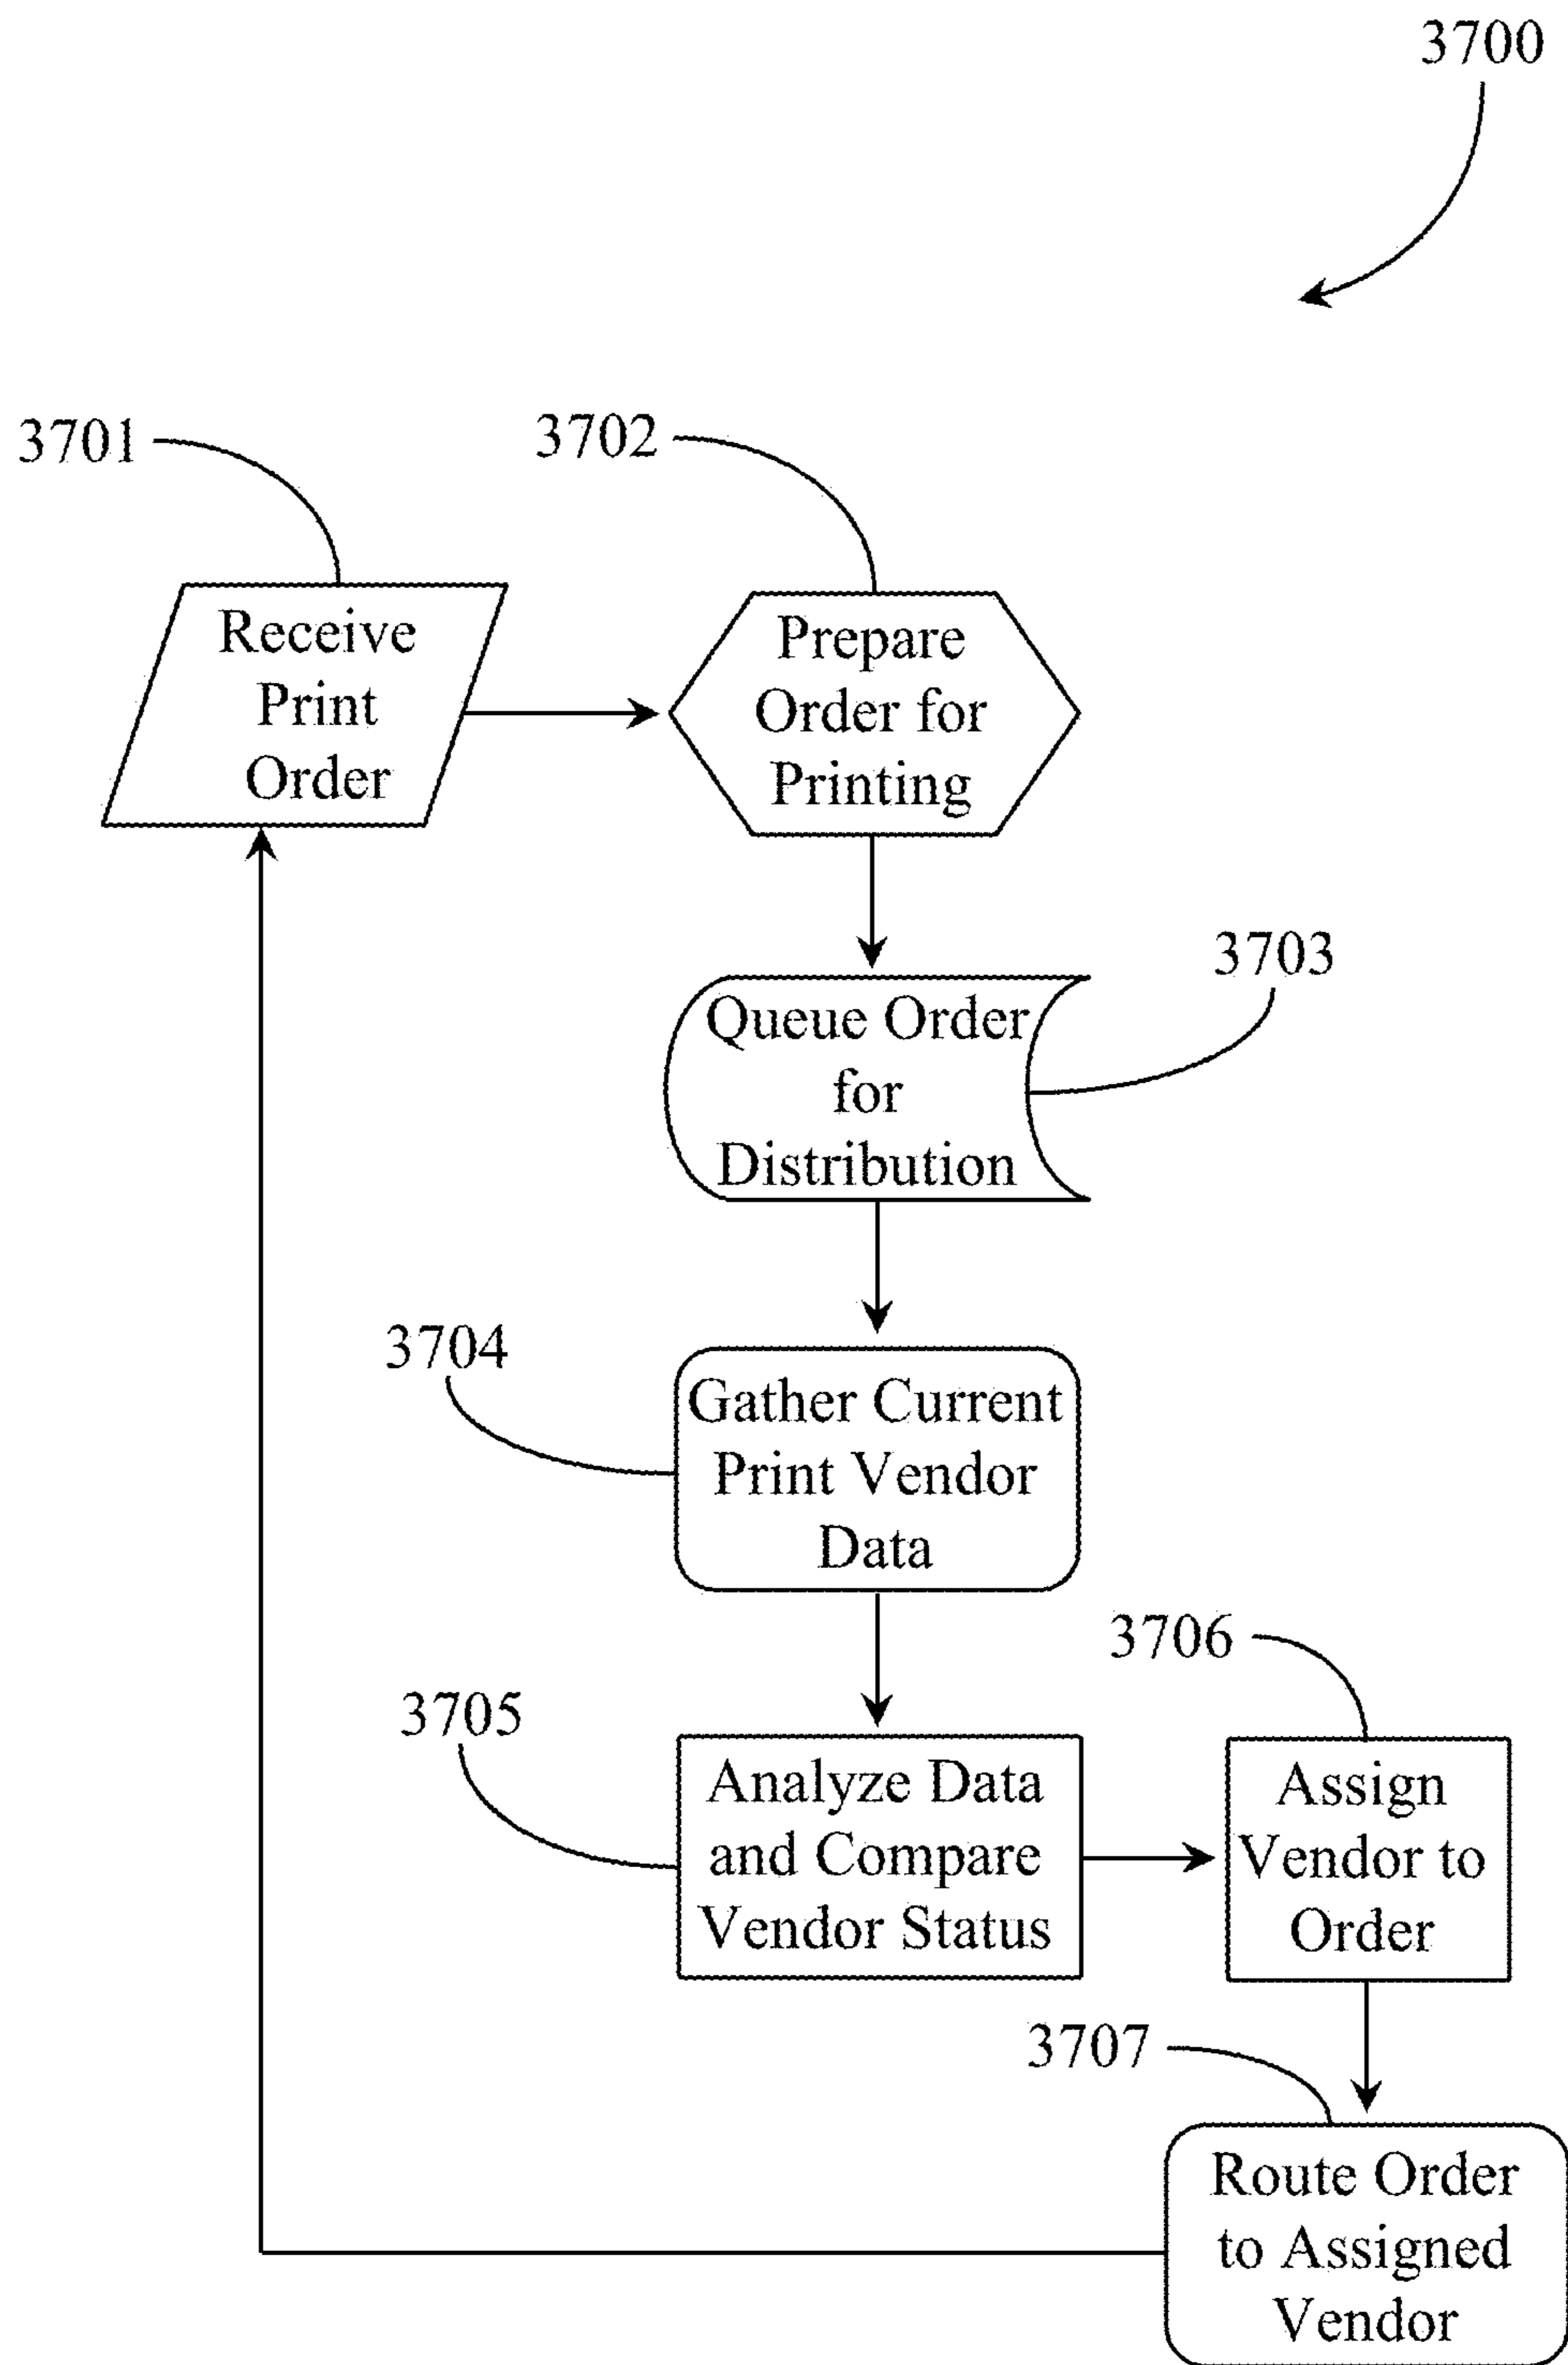 3700
3701
3702
Receive
Print
Order
Prepare
Order for
Printing
3703
Queue Order
for
Distribution
3704
Gather Current
Print Vendor
Data
3706
3705
Analyze Data
and Compare
Vendor Status
Assign
Vendor to
Order
3707
Route Order
to Assigned
Vendor